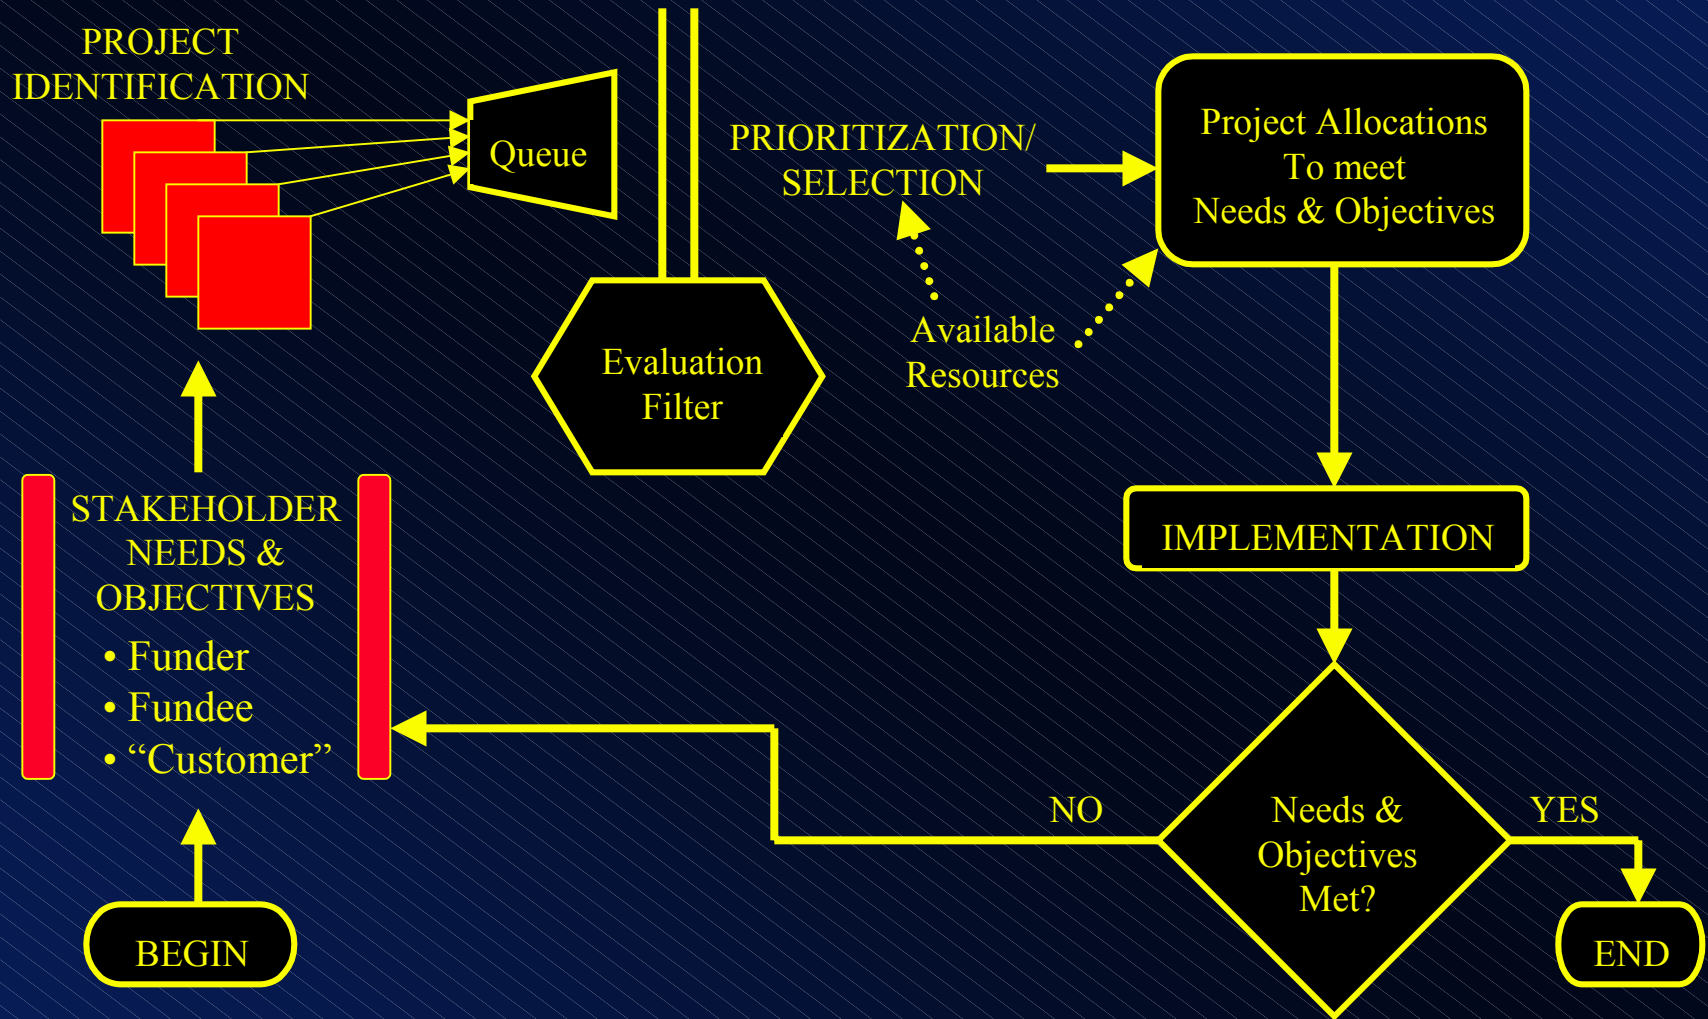 PROJECT
IDENTIFICATION
Queue
PRIORITIZATION/
SELECTION
Project Allocations
To meet
Needs & Objectives
Available
Resources
Evaluation
Filter
STAKEHOLDER
NEEDS &
OBJECTIVES
• Funder
• Fundee
• “Customer”
IMPLEMENTATION
NO
Needs &
Objectives
Met?
YES
BEGIN
END